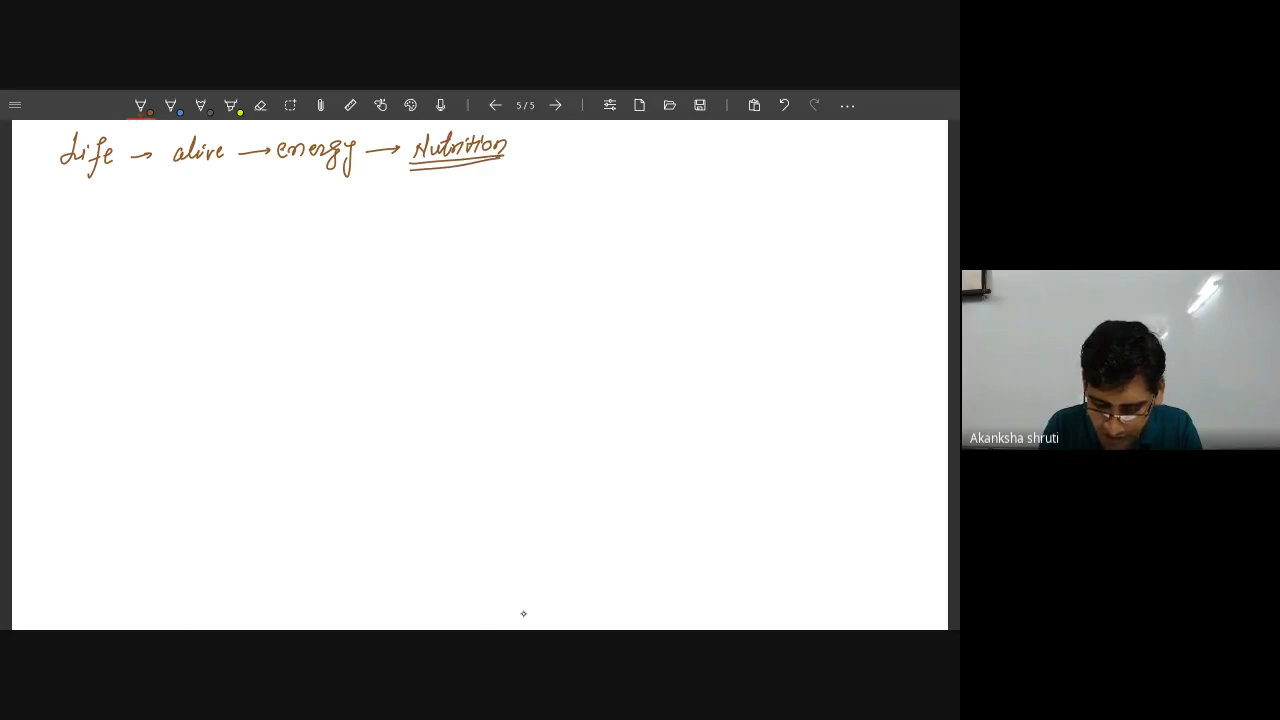 5/5
Life → alive → energy → Nutrition
Akanksha shruti